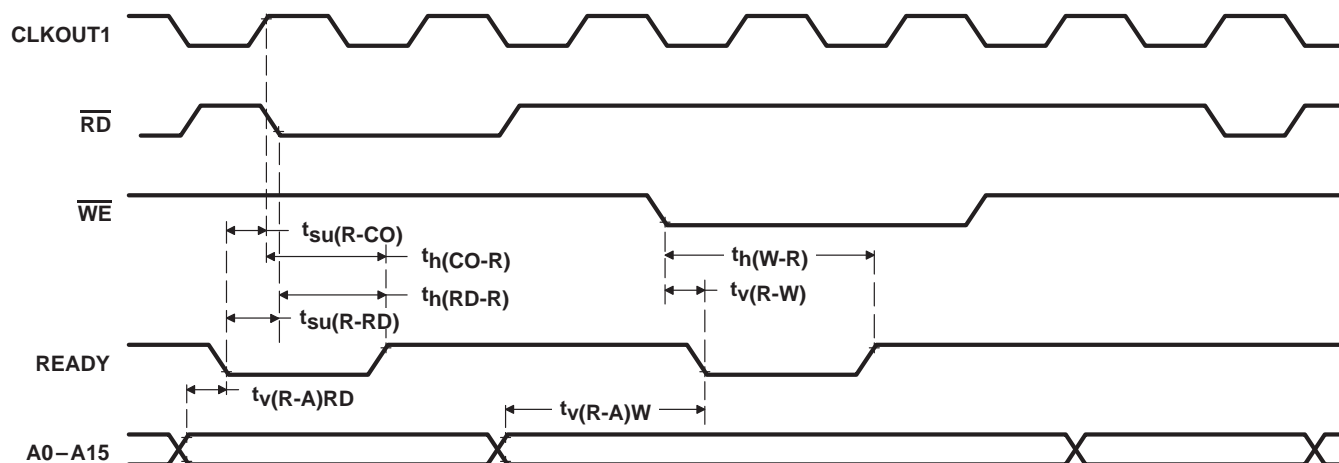 CLKOUT1
RD
WE
tsu(R-CO)
th(CO-R)
th(W-R)
th(RD-R)
tv(R-W)
tsu(R-RD)
READY
tv(R-A)RD
tv(R-A)W
A0–A15